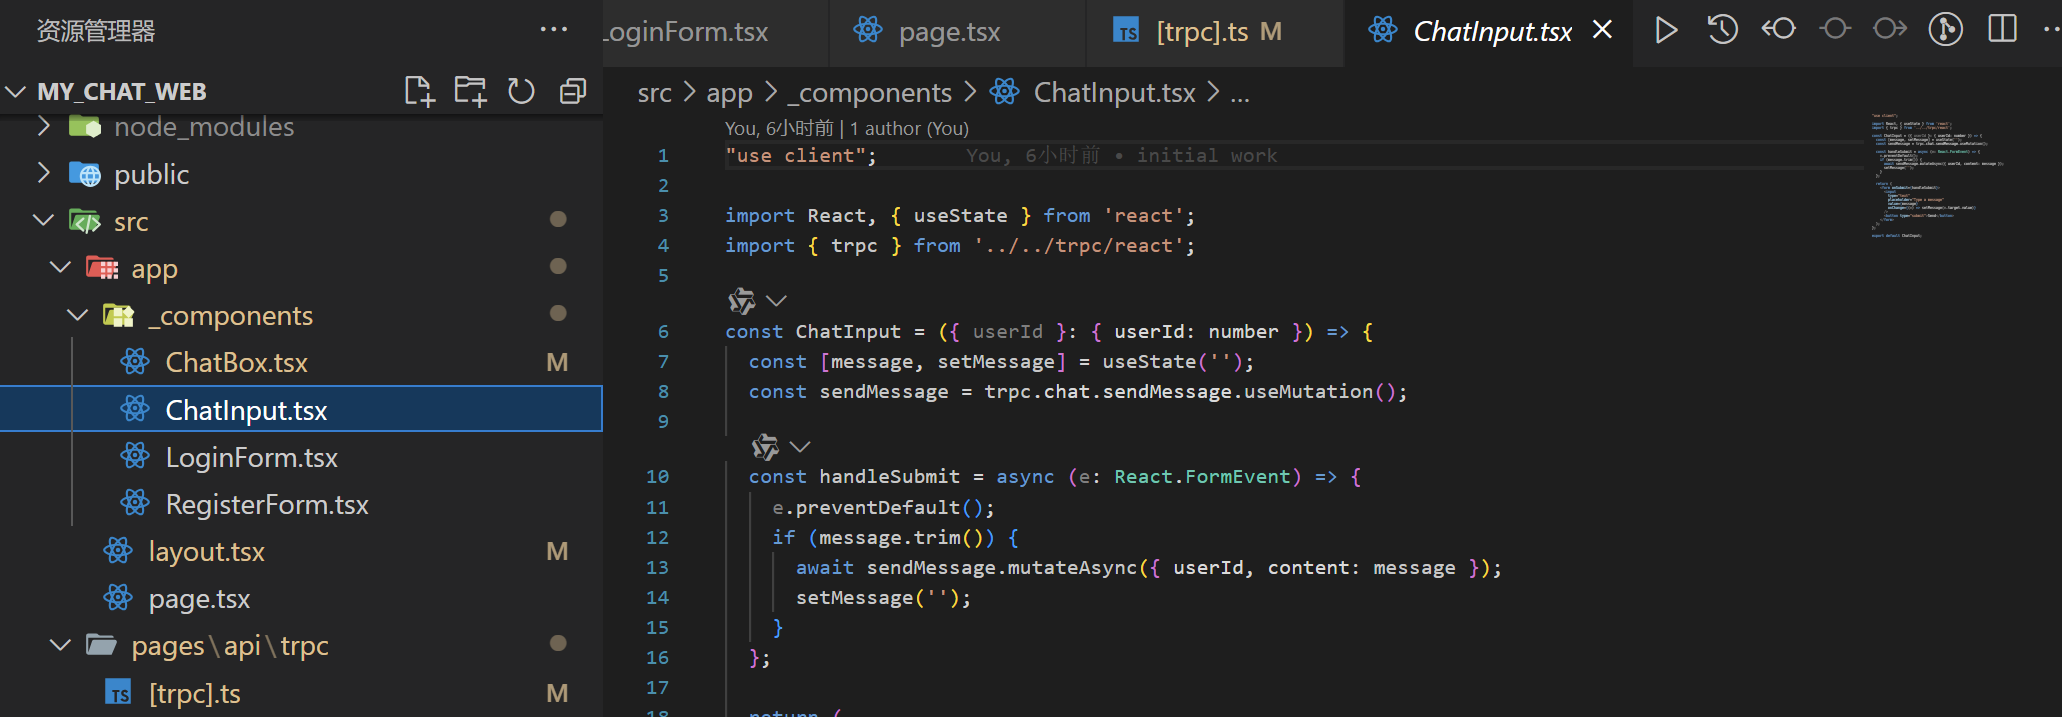 资源管理器
MY_CHAT_WEB
node_modules
public
src
app
_components
ChatBox.tsx M
ChatInput.tsx
LoginForm.tsx
RegisterForm.tsx
layout.tsx M
page.tsx
pages\api\trpc
TS [trpc].ts M
LoginForm.tsx page.tsx TS [trpc].ts M ChatInput.tsx
src > app > _components > ChatInput.tsx > ...
You, 6小时前 | 1 author (You)
1 "use client"; You, 6小时前 • initial work
2
3 import React, { useState } from 'react';
4 import { trpc } from '../../trpc/react';
5
6 const ChatInput = ({ userId }: { userId: number }) => {
7 const [message, setMessage] = useState('');
8 const sendMessage = trpc.chat.sendMessage.useMutation();
9
10 const handleSubmit = async (e: React.FormEvent) => {
11 e.preventDefault();
12 if (message.trim()) {
13 await sendMessage.mutateAsync({ userId, content: message });
14 setMessage('');
15 }
16 };
17
18 return (